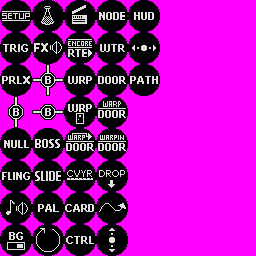 SETUP NODE HUD
TRIG FX ENCORE RTE WTR
PRLX B WRP DOOR PATH
B B WRP WARP DOOR
NULL BOSS WARP DOOR WARPIN DOOR
FLING SLIDE CVYR DROP
PAL CARD
BG CTRL